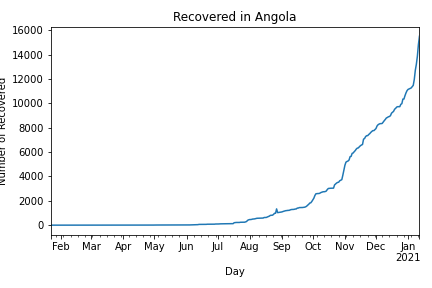 Recovered in Angola
Number of Recovered
16000
14000
12000
10000
8000
6000
4000
2000
0
Feb Mar Apr May Jun Jul Aug Sep Oct Nov Dec Jan
2021
Day